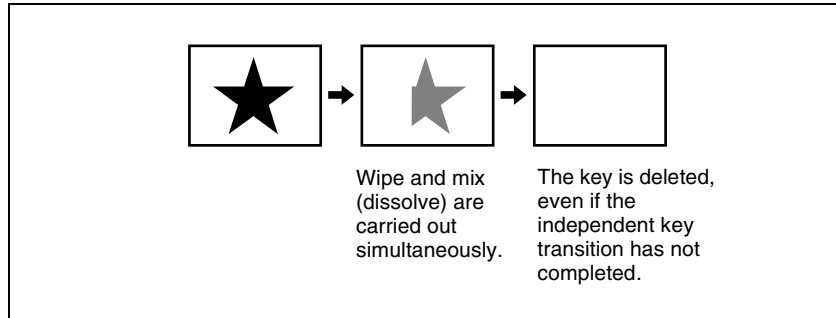 Wipe and mix
(dissolve) are
carried out
simultaneously.
The key is deleted,
even if the
independent key
transition has not
completed.